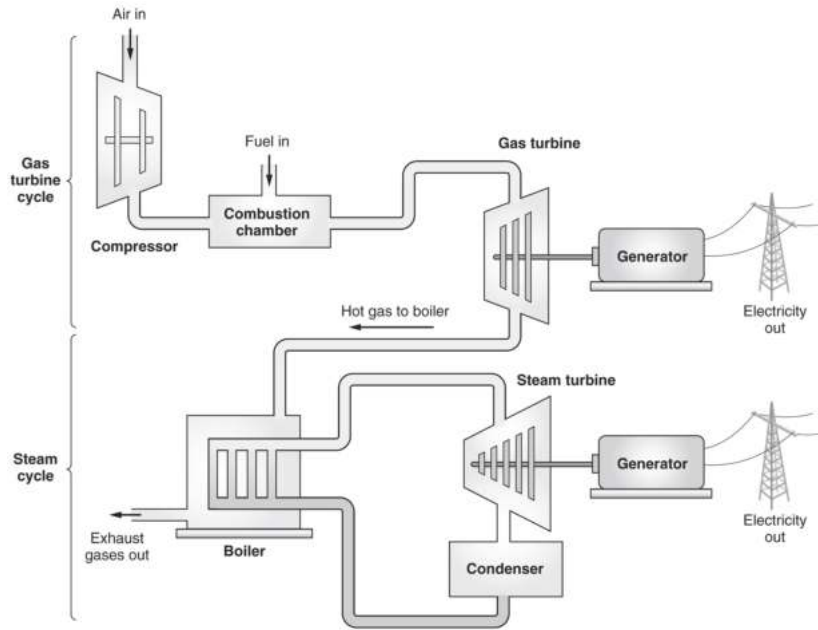 Air in
Gas
turbine
cycle
Compressor
Fuel in
Combustion
chamber
Gas turbine
Generator
Electricity
out
Hot gas to boiler
Steam turbine
Steam
cycle
Generator
Electricity
out
Exhaust
gases out
Boiler
Condenser